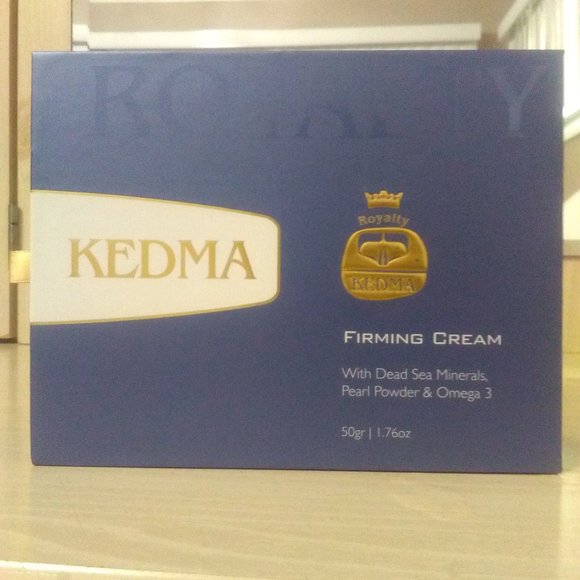 ROYALTY
KEDMA
Royalty
KEDMA
FIRMING CREAM
With Dead Sea Minerals,
Pearl Powder & Omega 3
50gr | 1.76oz